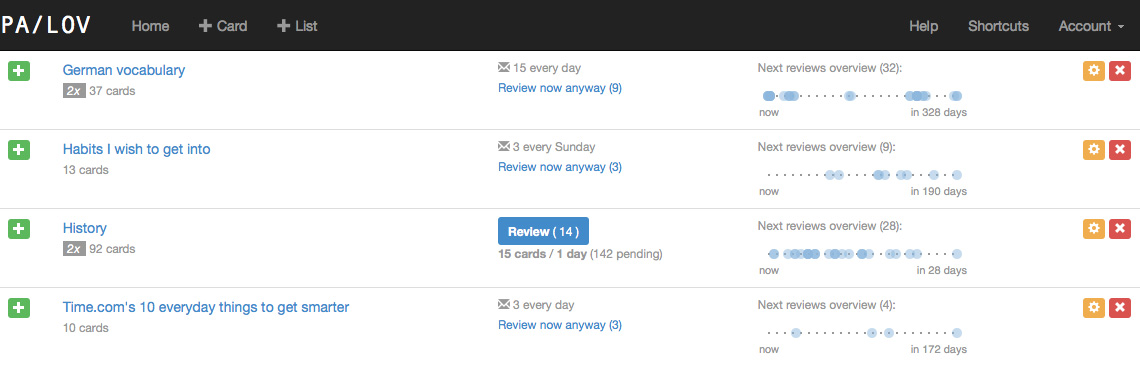 PA/LOV Home Card List Help Shortcuts Account
German vocabulary
2x 37 cards
15 every day
Review now anyway (9)
Next reviews overview (32):
now in 328 days
Habits I wish to get into
13 cards
3 every Sunday
Review now anyway (3)
Next reviews overview (9):
now in 190 days
History
2x 92 cards
Review ( 14 )
15 cards / 1 day (142 pending)
Next reviews overview (28):
now in 28 days
Time.com's 10 everyday things to get smarter
10 cards
3 every day
Review now anyway (3)
Next reviews overview (4):
now in 172 days